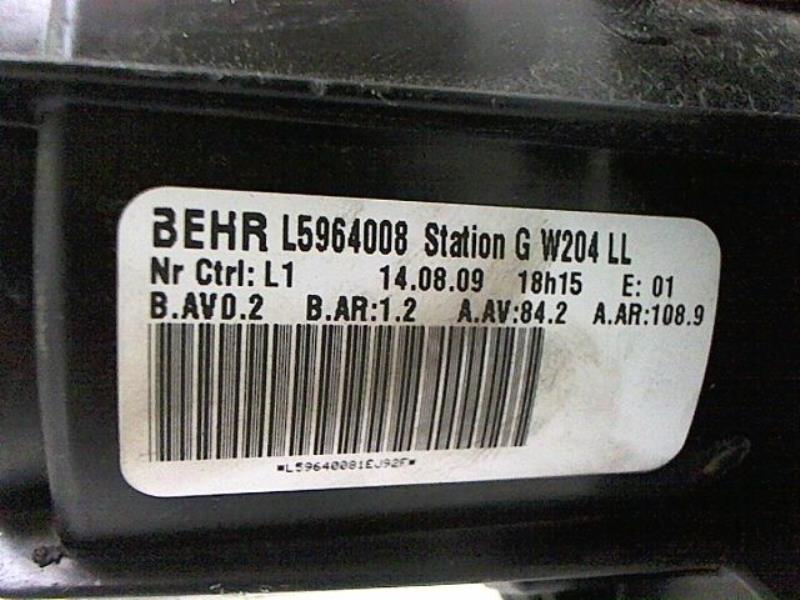 BEHR L5964008 Station G W204 LL
Nr Ctrl: L1 14.08.09 18h15 E: 01
B.AV0.2 B.AR:1.2 A.AV:84.2 A.AR:108.9
*L59640081EJ92F*